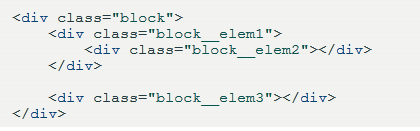 <div class="block">
    <div class="block__elem1">
        <div class="block__elem2"></div>
    </div>

    <div class="block__elem3"></div>
</div>